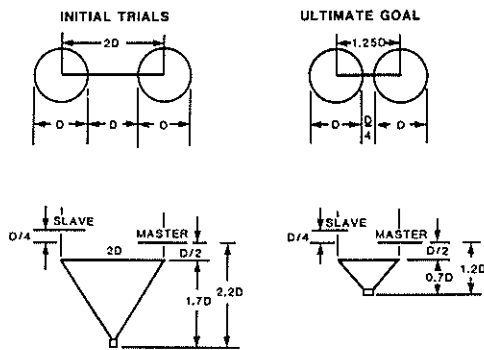 INITIAL TRIALS
ULTIMATE GOAL
2D
1.25D
D D D
D D/4 D
SLAVE
MASTER
D/4
2D
D/2
1.7D
2.2D
SLAVE
MASTER
D/4
D/2
0.7D
1.2D